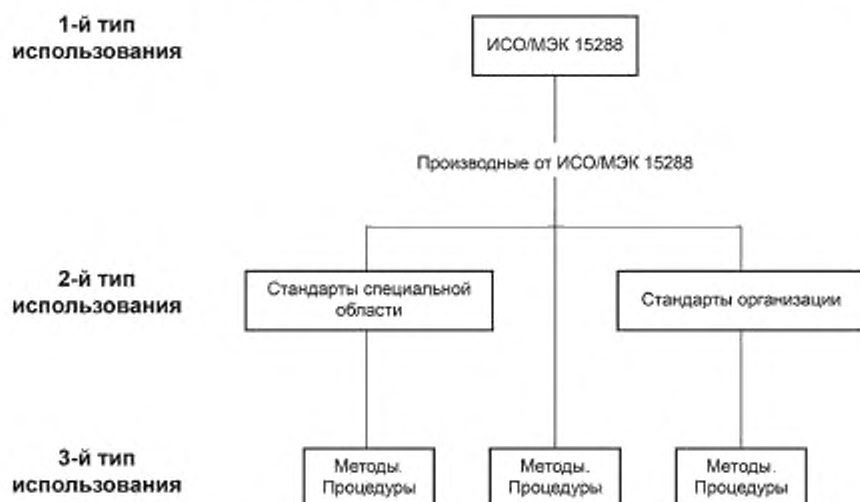 1-й тип
использования
ИСО/МЭК 15288
Производные от ИСО/МЭК 15288
2-й тип
использования
Стандарты специальной
области
Стандарты организации
3-й тип
использования
Методы.
Процедуры
Методы.
Процедуры
Методы.
Процедуры